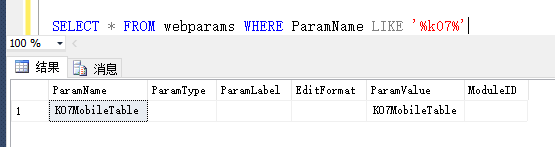 SELECT * FROM webparams WHERE ParamName LIKE '%k07%'
100 %
结果 消息
ParamName ParamType ParamLabel EditFormat ParamValue ModuleID
1 K07MobileTable K07MobileTable